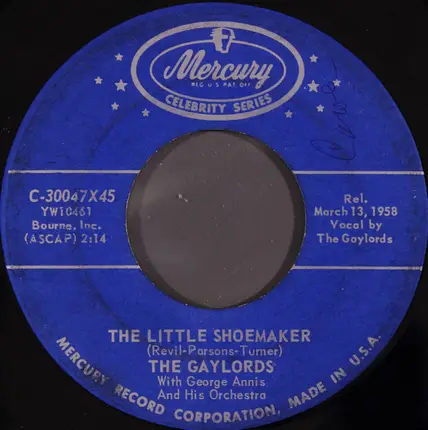 Mercury
REG. U.S. PAT. OFF.
CELEBRITY SERIES
C-30047X45
YW10461
Bourne, Inc.
(ASCAP) 2:14
Rel.
March 13, 1958
Vocal by
The Gaylords
THE LITTLE SHOEMAKER
(Revil-Parsons-Turner)
THE GAYLORDS
With George Annis
And His Orchestra
MERCURY RECORD CORPORATION, MADE IN U.S.A.